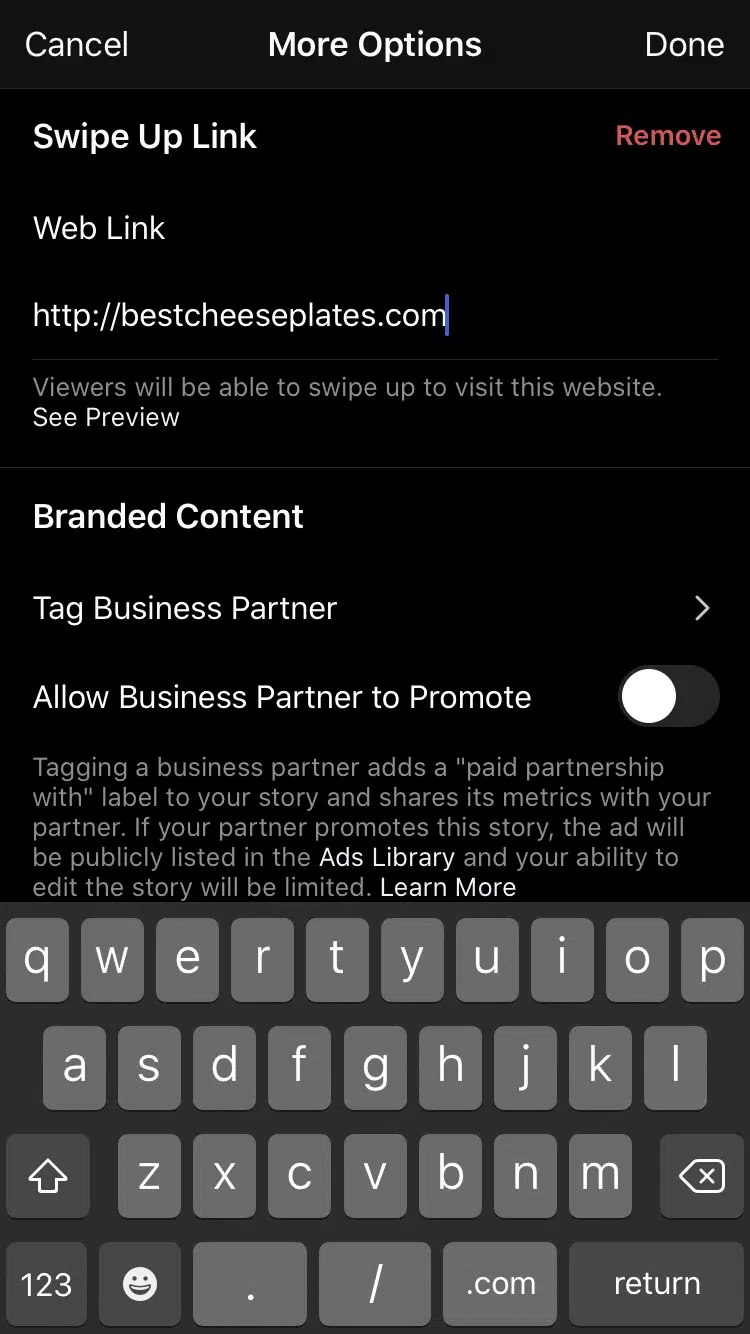 Cancel More Options Done
Swipe Up Link Remove
Web Link
http://bestcheeseplates.com
Viewers will be able to swipe up to visit this website.
See Preview
Branded Content
Tag Business Partner
Allow Business Partner to Promote
Tagging a business partner adds a "paid partnership
with" label to your story and shares its metrics with your
partner. If your partner promotes this story, the ad will
be publicly listed in the Ads Library and your ability to
edit the story will be limited. Learn More
q w e r t y u i o p
a s d f g h j k l
z x c v b n m
123 . / .com return